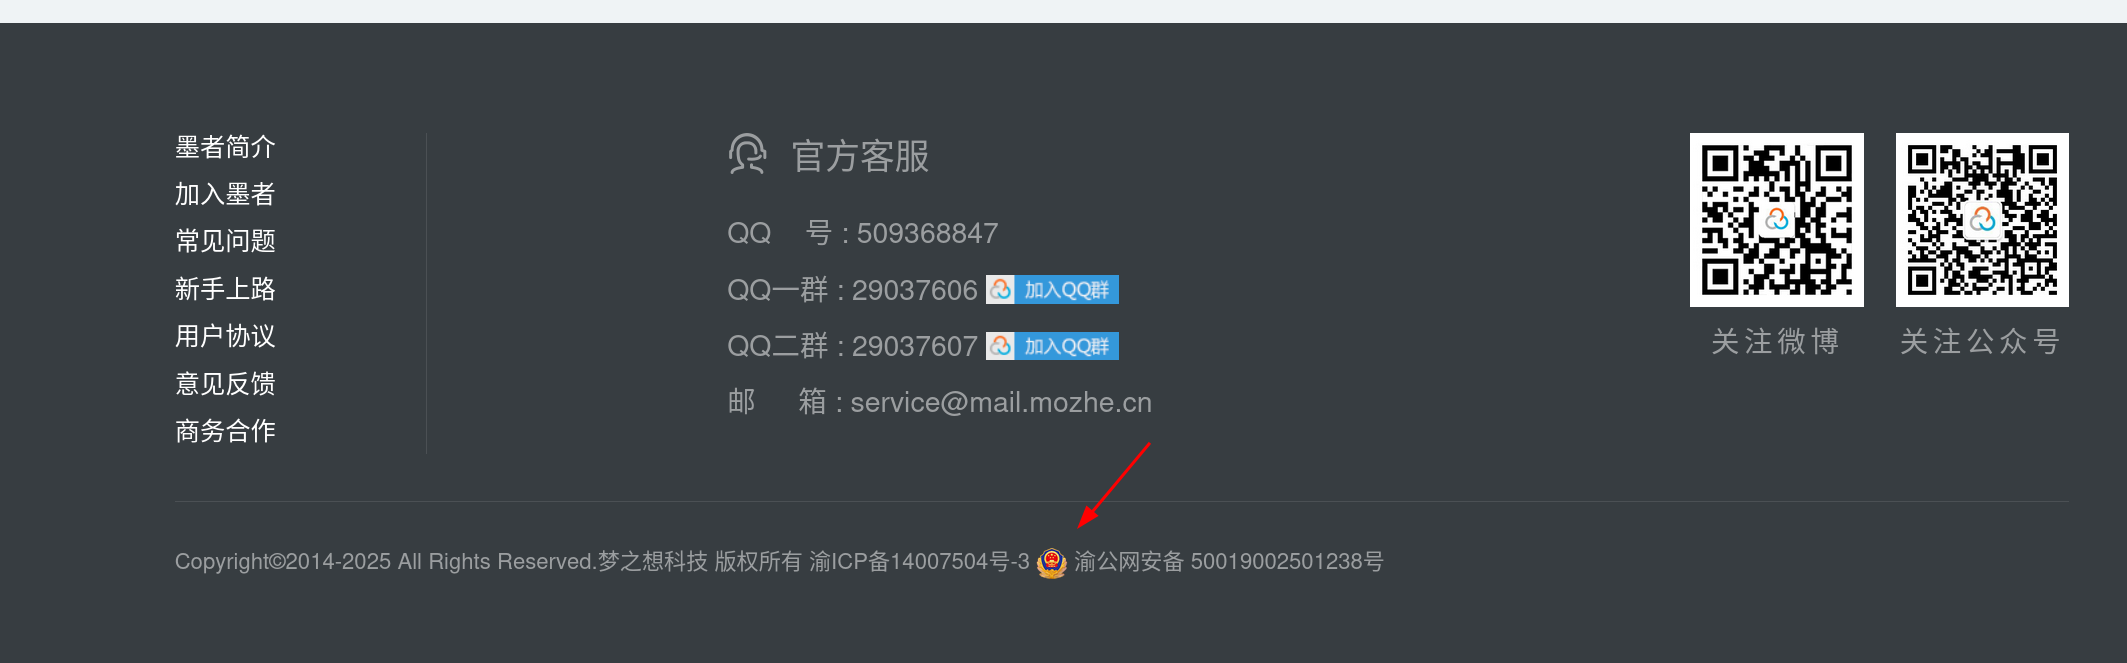 墨者简介
加入墨者
常见问题
新手上路
用户协议
意见反馈
商务合作
官方客服
QQ 号 : 509368847
QQ一群 : 29037606 加入QQ群
QQ二群 : 29037607 加入QQ群
邮 箱 : service@mail.mozhe.cn
关注微博
关注公众号
Copyright©2014-2025 All Rights Reserved.梦之想科技 版权所有 渝ICP备14007504号-3 渝公网安备 50019002501238号